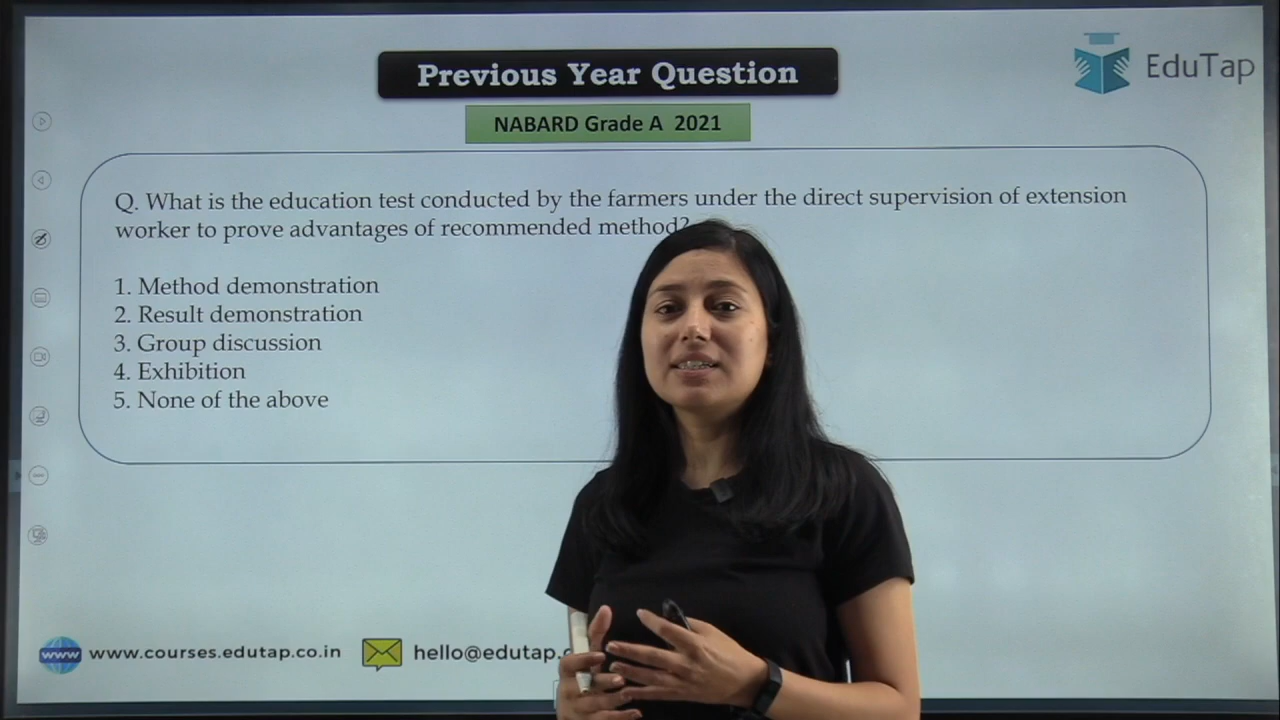 Previous Year Question
EduTap
NABARD Grade A 2021
Q. What is the education test conducted by the farmers under the direct supervision of extension
worker to prove advantages of recommended method?
1. Method demonstration
2. Result demonstration
3. Group discussion
4. Exhibition
5. None of the above
www
www.courses.edutap.co.in
hello@edutap.